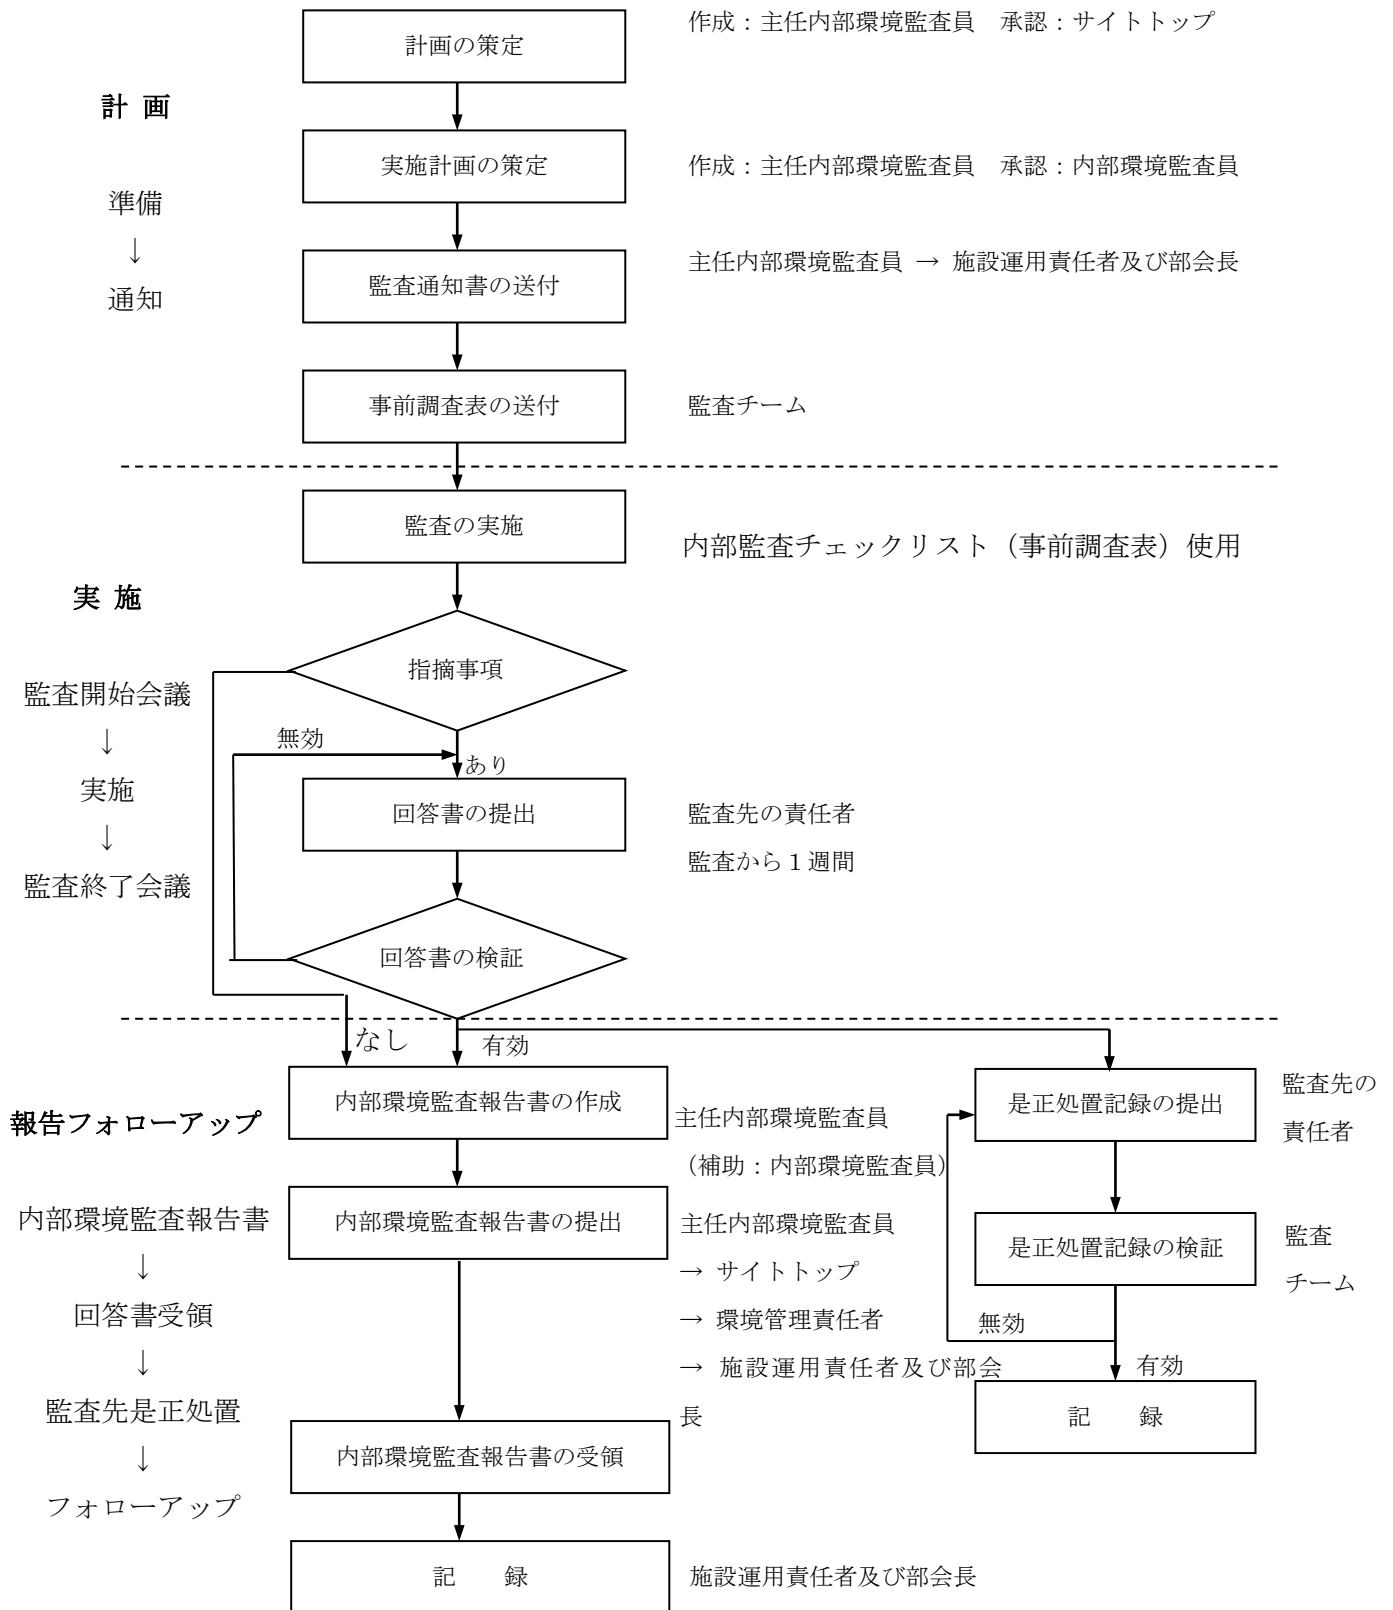 作成：主任内部環境監査員　承認：サイトトップ
計画の策定
計 画
実施計画の策定
作成：主任内部環境監査員　承認：内部環境監査員
準備
↓
通知
監査通知書の送付
主任内部環境監査員 → 施設運用責任者及び部会長
事前調査表の送付
監査チーム
監査の実施
内部監査チェックリスト（事前調査表）使用
実 施
指摘事項
監査開始会議
↓
実施
↓
監査終了会議
無効
あり
回答書の提出
監査先の責任者
監査から１週間
回答書の検証
なし
有効
報告フォローアップ
内部環境監査報告書の作成
主任内部環境監査員
（補助：内部環境監査員）
是正処置記録の提出
監査先の
責任者
内部環境監査報告書
↓
回答書受領
↓
監査先是正処置
↓
フォローアップ
内部環境監査報告書の提出
主任内部環境監査員
→ サイトトップ
→ 環境管理責任者
→ 施設運用責任者及び部会
長
是正処置記録の検証
監査
チーム
無効
有効
記　　録
内部環境監査報告書の受領
記　　録
施設運用責任者及び部会長